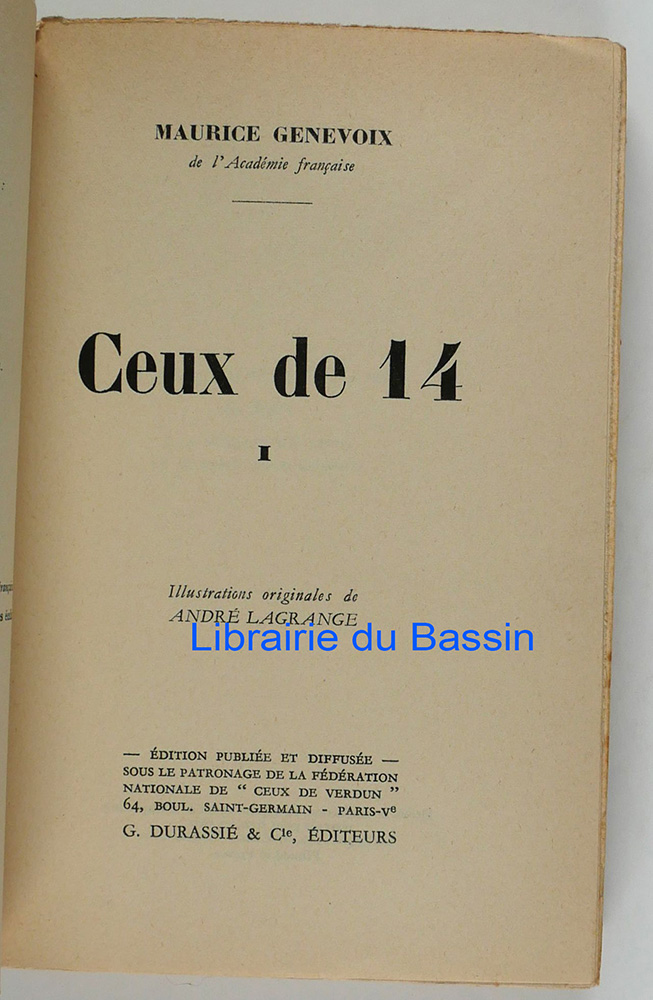 MAURICE GENEVOIX
de l'Académie française
Ceux de 14
I
Illustrations originales de
ANDRÉ LAGRANGE
Librairie du Bassin
— ÉDITION PUBLIÉE ET DIFFUSÉE —
SOUS LE PATRONAGE DE LA FÉDÉRATION
NATIONALE DE “ CEUX DE VERDUN ”
64, BOUL. SAINT-GERMAIN - PARIS-Vᵉ
G. DURASSIÉ & Cⁱᵉ, ÉDITEURS